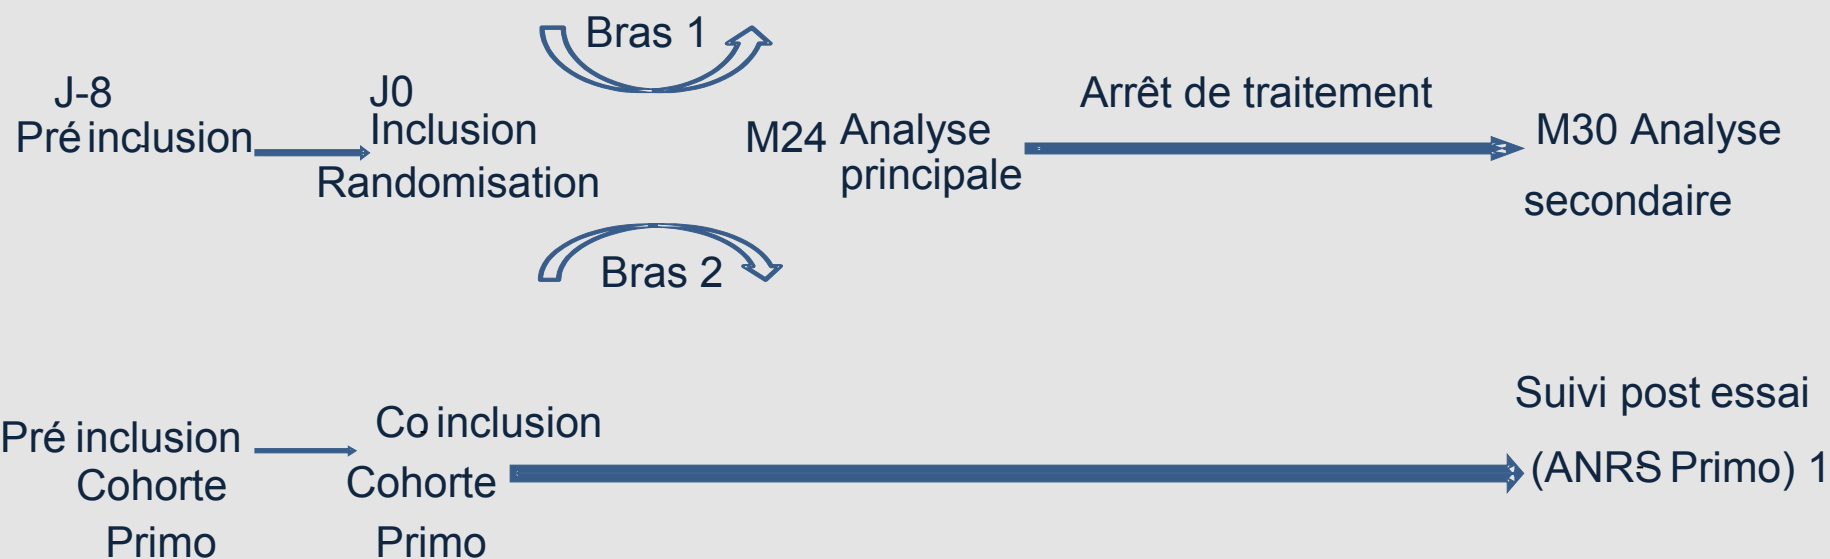 Bras 1
J-8
Pré inclusion
J0
Inclusion
Randomisation
M24 Analyse
principale
Arrêt de traitement
M30 Analyse
secondaire
Bras 2
Pré inclusion
Cohorte
Primo
Co inclusion
Cohorte
Primo
Suivi post essai
(ANRS Primo) 1